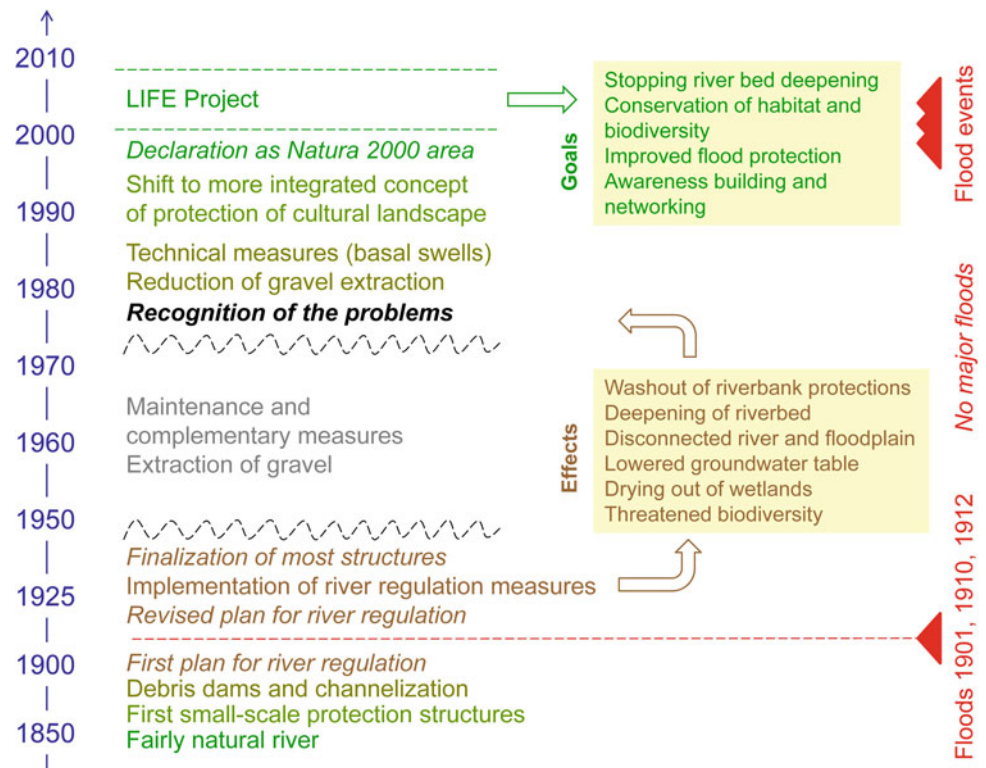 2010
2000
1990
1980
1970
1960
1950
1925
1900
1850
LIFE Project
Declaration as Natura 2000 area
Shift to more integrated concept
of protection of cultural landscape
Technical measures (basal swells)
Reduction of gravel extraction
Recognition of the problems
Maintenance and
complementary measures
Extraction of gravel
Finalization of most structures
Implementation of river regulation measures
Revised plan for river regulation
First plan for river regulation
Debris dams and channelization
First small-scale protection structures
Fairly natural river
Goals
Stopping river bed deepening
Conservation of habitat and
biodiversity
Improved flood protection
Awareness building and
networking
Effects
Washout of riverbank protections
Deepening of riverbed
Disconnected river and floodplain
Lowered groundwater table
Drying out of wetlands
Threatened biodiversity
Flood events
No major floods
Floods 1901, 1910, 1912